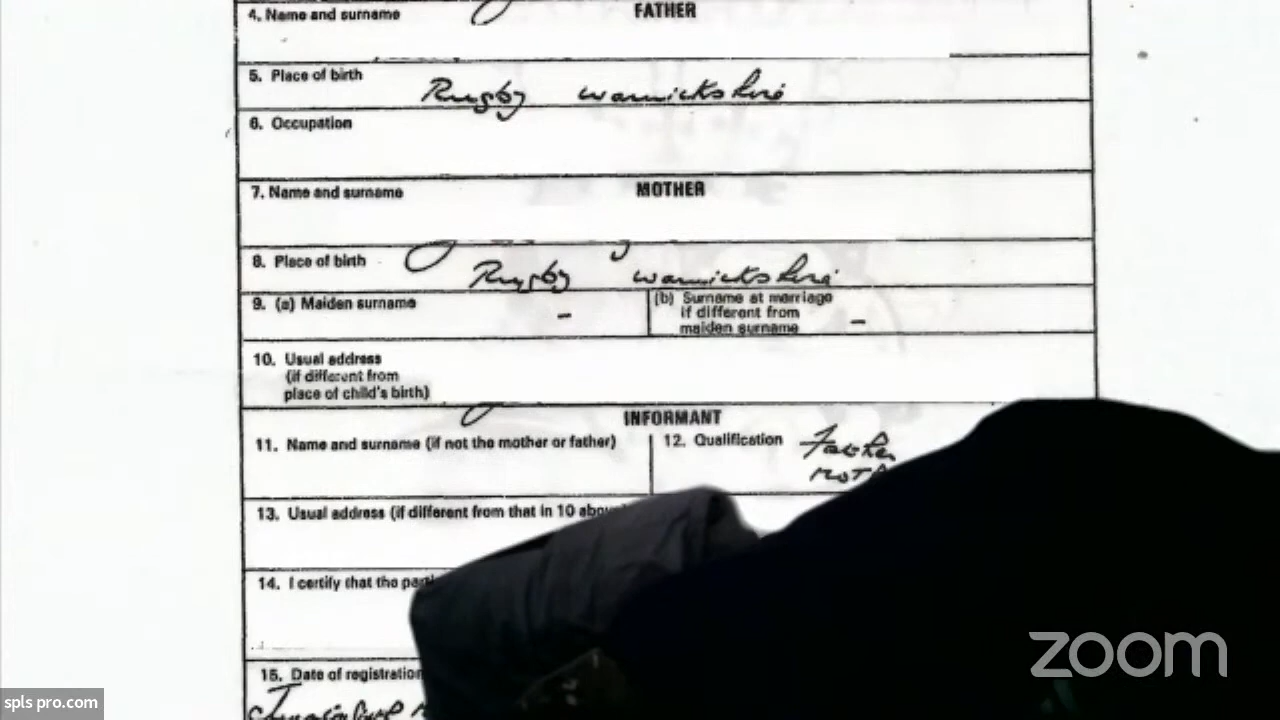 4. Name and surname
FATHER
5. Place of birth
Rugby Warwickshire
6. Occupation
7. Name and surname
MOTHER
8. Place of birth
Rugby Warwickshire
9. (a) Maiden surname
-
(b) Surname at marriage
if different from
maiden surname
-
10. Usual address
(if different from
place of child's birth)
INFORMANT
11. Name and surname (if not the mother or father)
12. Qualification
Father
13. Usual address (if different from that in 10 above
14. I certify that the
15. Date of registration
zoom
spls pro.com